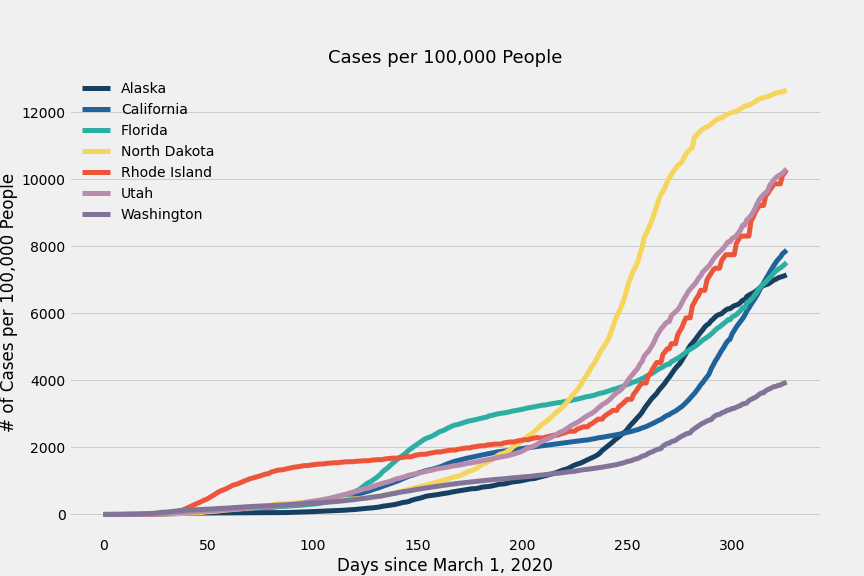 Cases per 100,000 People
Alaska
California
Florida
North Dakota
Rhode Island
Utah
Washington
# of Cases per 100,000 People
12000
10000
8000
6000
4000
2000
0
0 50 100 150 200 250 300
Days since March 1, 2020